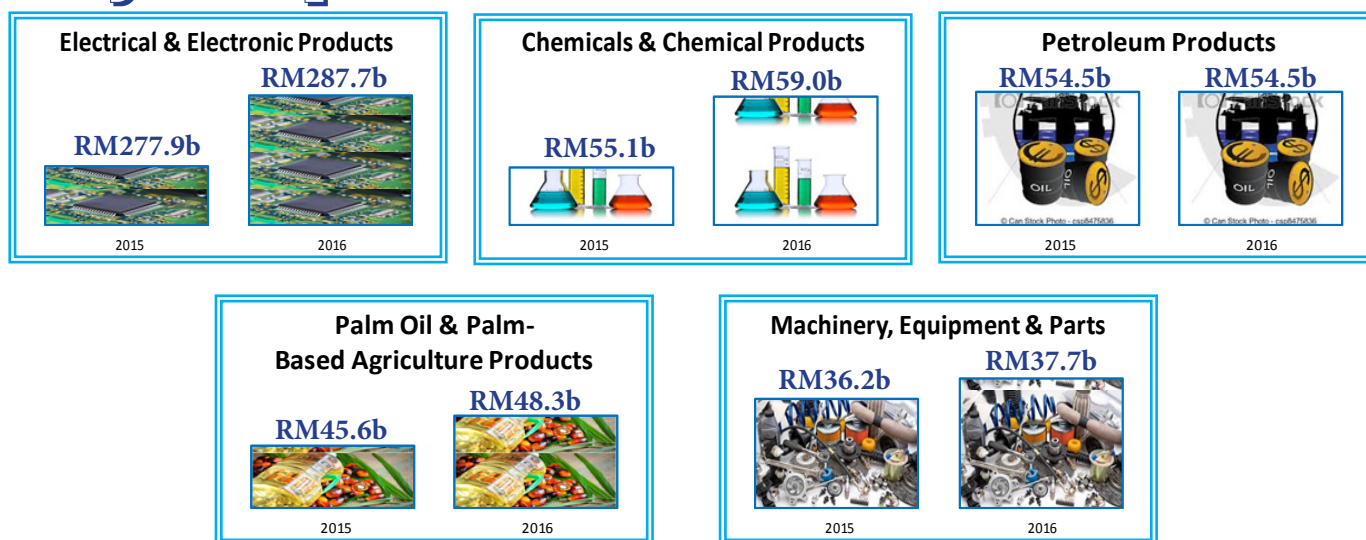 Electrical & Electronic Products
RM277.9b
RM287.7b
2015
2016
Chemicals & Chemical Products
RM55.1b
RM59.0b
2015
2016
Petroleum Products
RM54.5b
RM54.5b
OIL
OIL
© Can Stock Photo - csp8475836
OIL
OIL
© Can Stock Photo - csp8475836
2015
2016
Palm Oil & Palm-
Based Agriculture Products
RM45.6b
RM48.3b
2015
2016
Machinery, Equipment & Parts
RM36.2b
RM37.7b
2015
2016